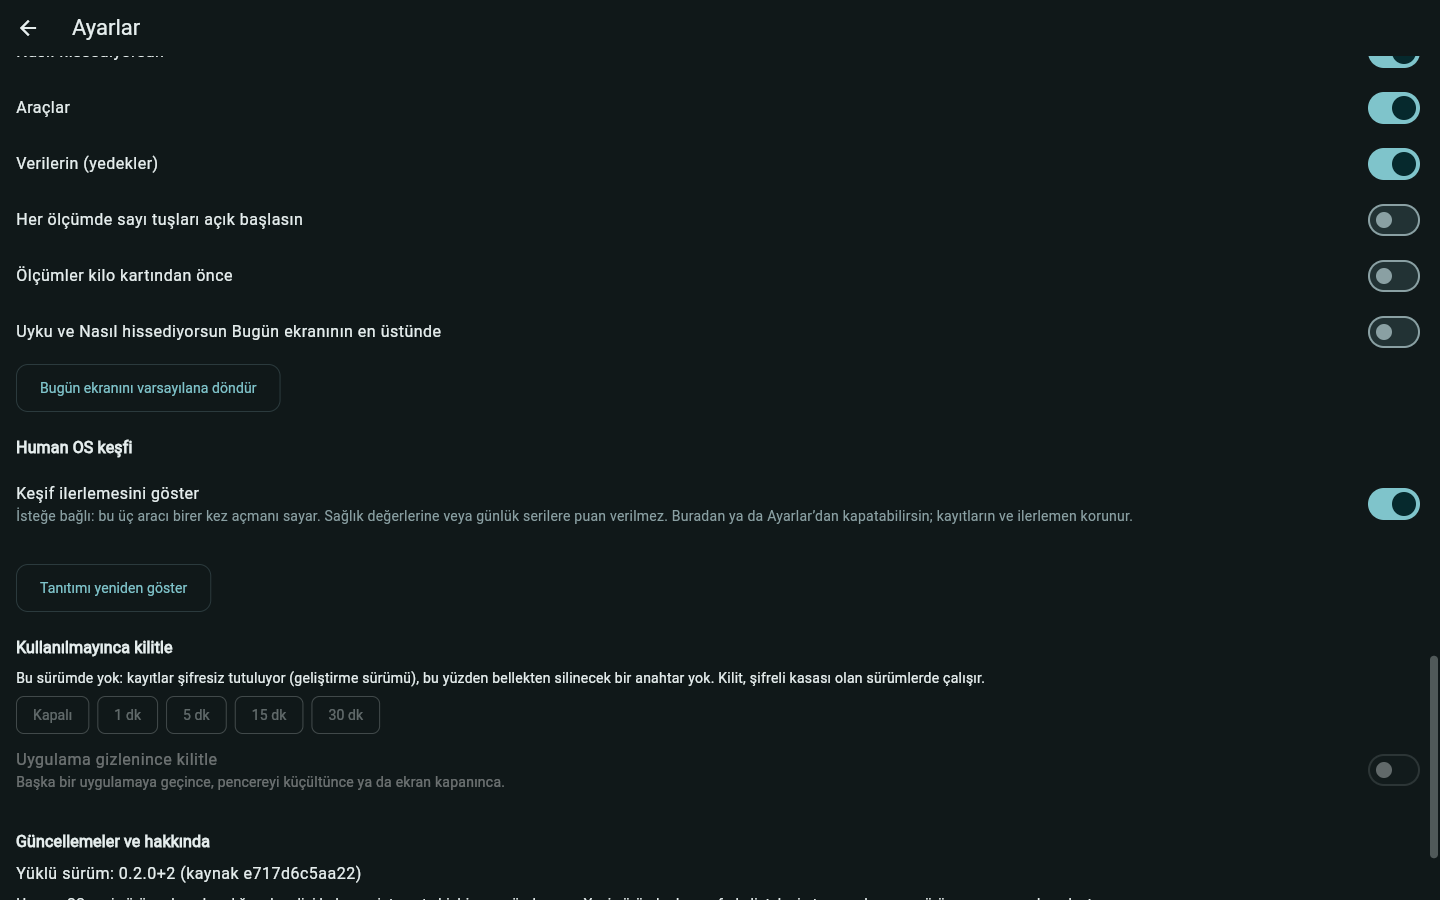 Ayarlar
Araçlar
Verilerin (yedekler)
Her ölçümde sayı tuşları açık başlasın
Ölçümler kilo kartından önce
Uyku ve Nasıl hissediyorsun Bugün ekranının en üstünde
Bugün ekranını varsayılana döndür
Human OS keşfi
Keşif ilerlemesini göster
İsteğe bağlı: bu üç aracı birer kez açmanı sayar. Sağlık değerlerine veya günlük serilere puan verilmez. Buradan ya da Ayarlar’dan kapatabilirsin; kayıtların ve ilerlemen korunur.
Tanıtımı yeniden göster
Kullanılmayınca kilitle
Bu sürümde yok: kayıtlar şifresiz tutuluyor (geliştirme sürümü), bu yüzden bellekten silinecek bir anahtar yok. Kilit, şifreli kasası olan sürümlerde çalışır.
Kapalı 1 dk 5 dk 15 dk 30 dk
Uygulama gizlenince kilitle
Başka bir uygulamaya geçince, pencereyi küçültünce ya da ekran kapanınca.
Güncellemeler ve hakkında
Yüklü sürüm: 0.2.0+2 (kaynak e717d6c5aa22)